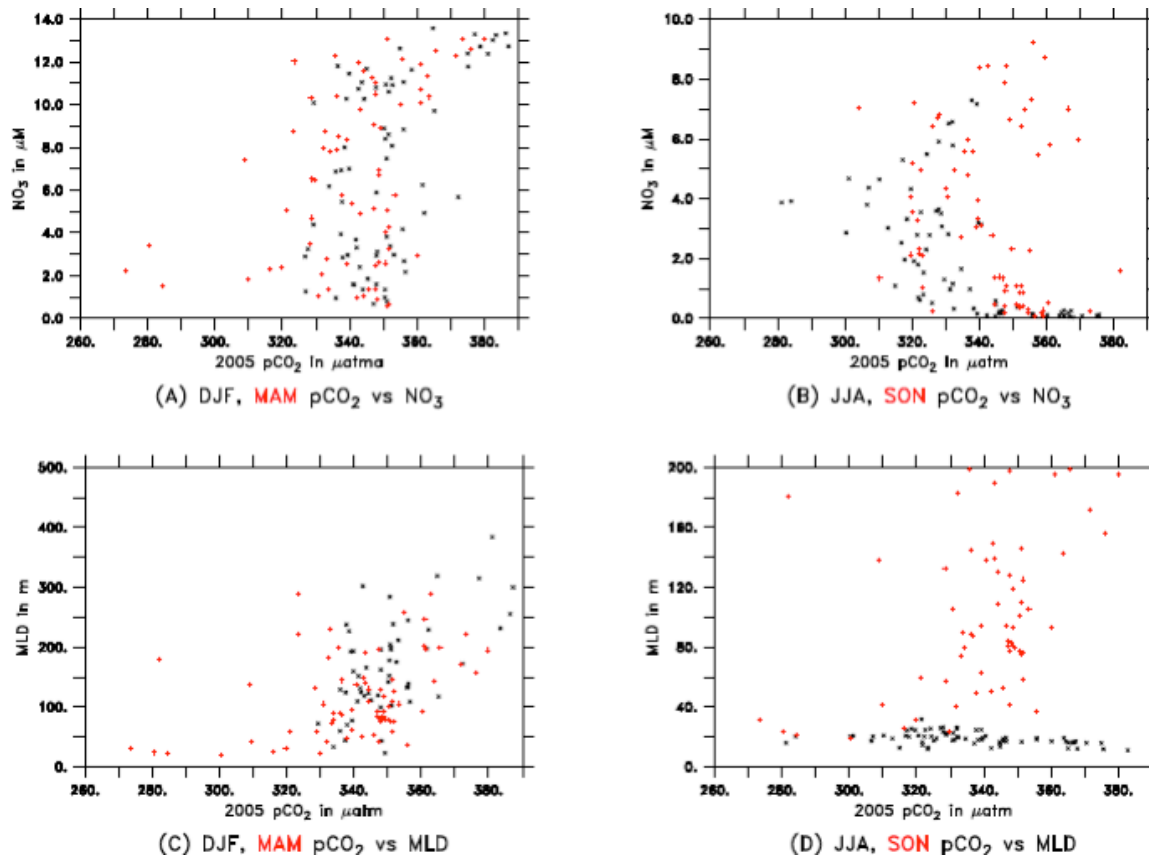 14.0
12.0
10.0
8.0
6.0
4.0
2.0
0.0
NO₃ in μM
260. 280. 300. 320. 340. 360. 380.
2005 pCO₂ in μatma
(A) DJF, MAM pCO₂ vs NO₃
10.0
8.0
6.0
4.0
2.0
0.0
NO₃ in μM
260. 280. 300. 320. 340. 360. 380.
2005 pCO₂ in μatm
(B) JJA, SON pCO₂ vs NO₃
500.
400.
300.
200.
100.
0.
MLD in m
260. 280. 300. 320. 340. 360. 380.
2005 pCO₂ in μatm
(C) DJF, MAM pCO₂ vs MLD
200.
160.
120.
80.
40.
0.
MLD in m
260. 280. 300. 320. 340. 360. 380.
2005 pCO₂ in μatm
(D) JJA, SON pCO₂ vs MLD